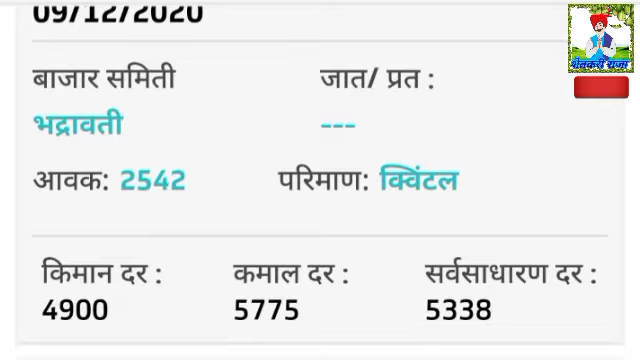 09/12/2020
शेतकरी राजा
बाजार समिती जात/ प्रत :
भद्रावती ---
आवक: 2542 परिमाण: क्विंटल
किमान दर : कमाल दर : सर्वसाधारण दर :
4900 5775 5338